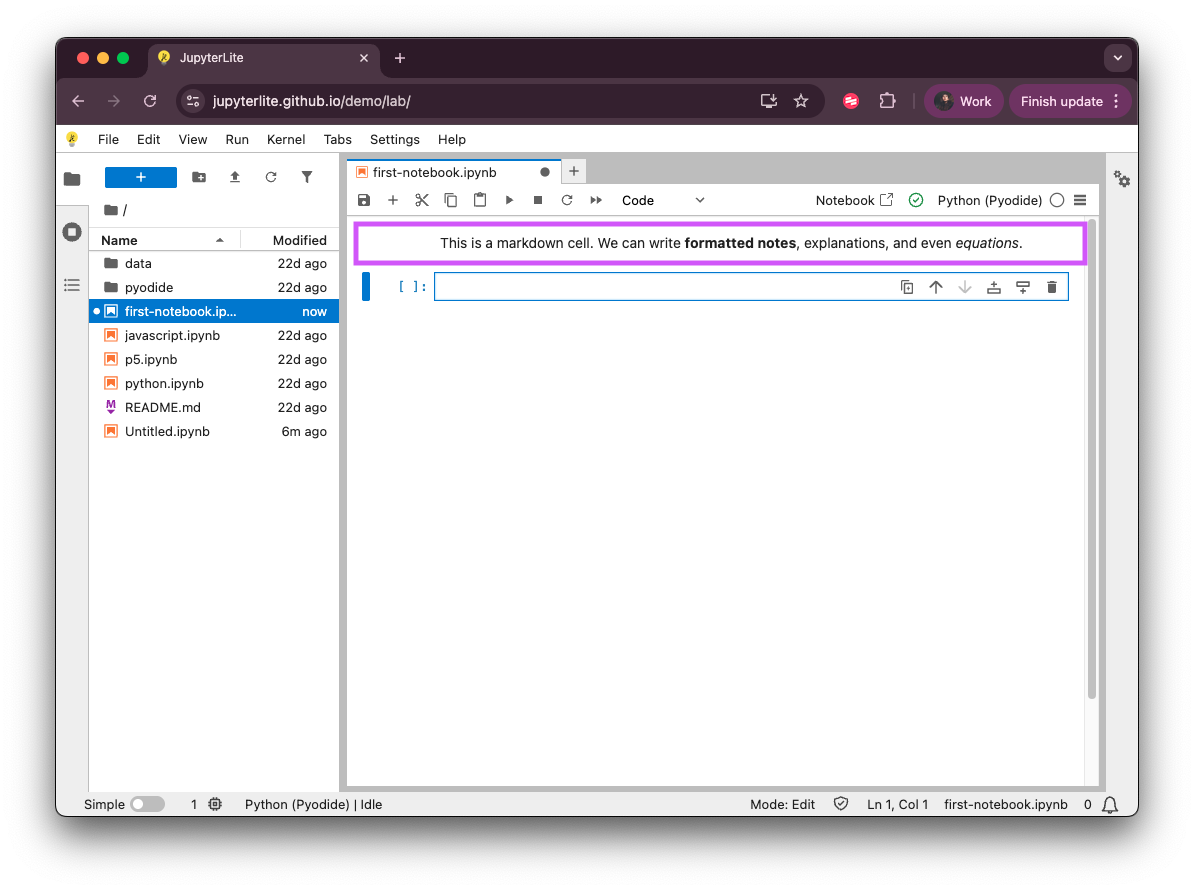 JupyterLite
jupyterlite.github.io/demo/lab/
Work
Finish update
File Edit View Run Kernel Tabs Settings Help
first-notebook.ipynb
/
Code
Notebook
Python (Pyodide)
Name Modified
data 22d ago
pyodide 22d ago
first-notebook.ip... now
javascript.ipynb 22d ago
p5.ipynb 22d ago
python.ipynb 22d ago
README.md 22d ago
Untitled.ipynb 6m ago
This is a markdown cell. We can write formatted notes, explanations, and even equations.
[ ]:
Simple 1 Python (Pyodide) | Idle Mode: Edit Ln 1, Col 1 first-notebook.ipynb 0